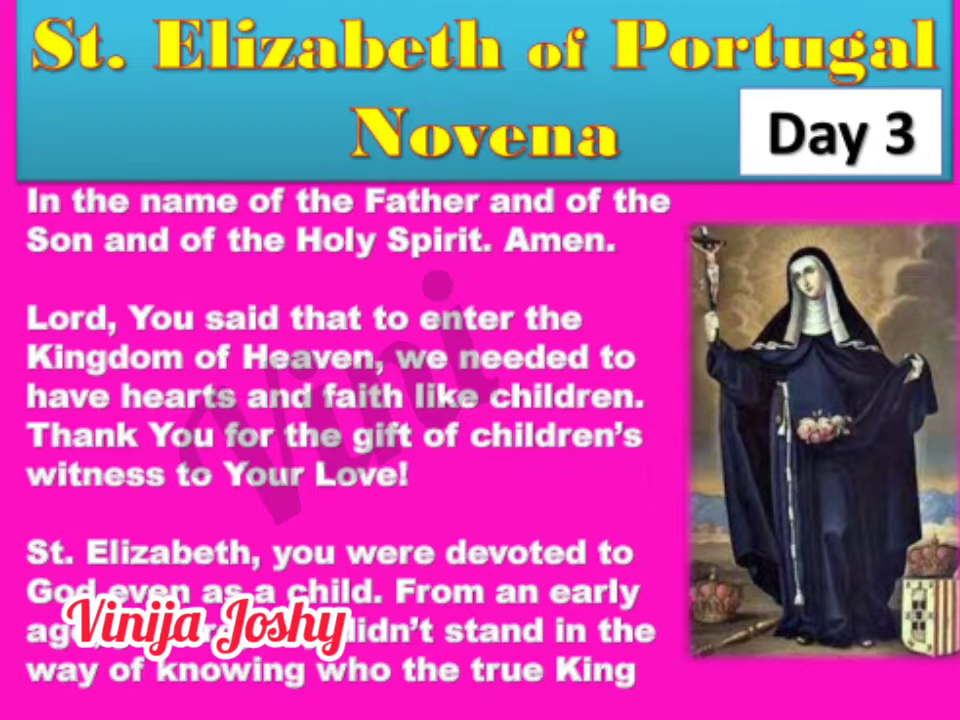 St. Elizabeth of Portugal
Novena
Day 3
In the name of the Father and of the
Son and of the Holy Spirit. Amen.
Lord, You said that to enter the
Kingdom of Heaven, we needed to
have hearts and faith like children.
Thank You for the gift of children's
witness to Your Love!
St. Elizabeth, you were devoted to
God even as a child. From an early
didn't stand in the
way of knowing who the true King
Vini
Vinija Joshy